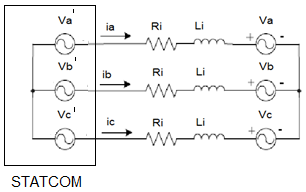 Va' ia Ri Li Va
+ -
Vb' ib Ri Li Vb
+ -
Vc' ic Ri Li Vc
+ -
STATCOM